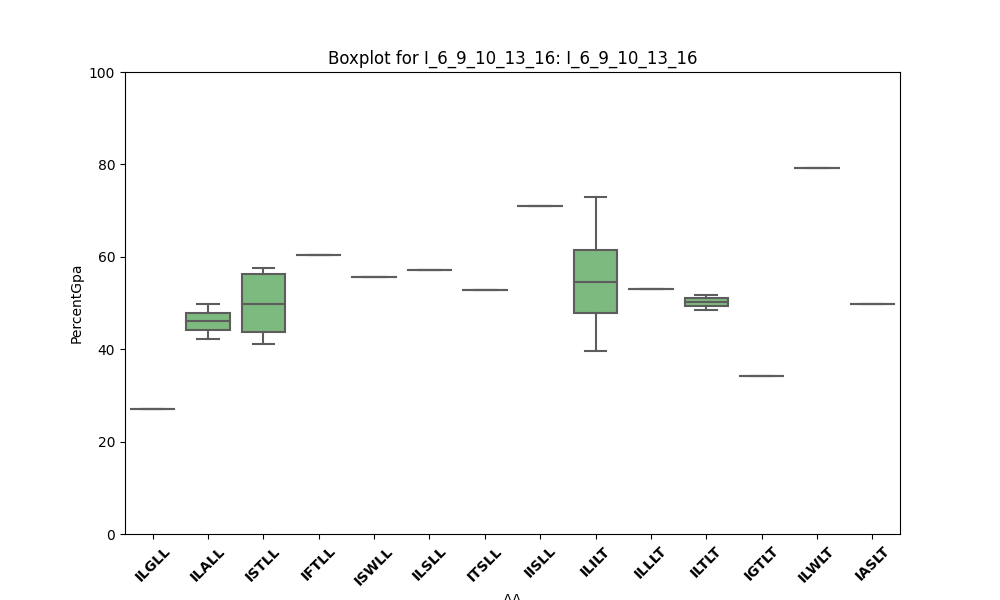 Boxplot for I_6_9_10_13_16: I_6_9_10_13_16
100
80
60
40
20
0
PercentGpa
ILGLL
ILALL
ISTLL
IFTLL
ISWLL
ILSLL
ITSLL
IISLL
ILILT
ILLLT
ILTLT
IGTLT
ILWLT
IASLT
AA